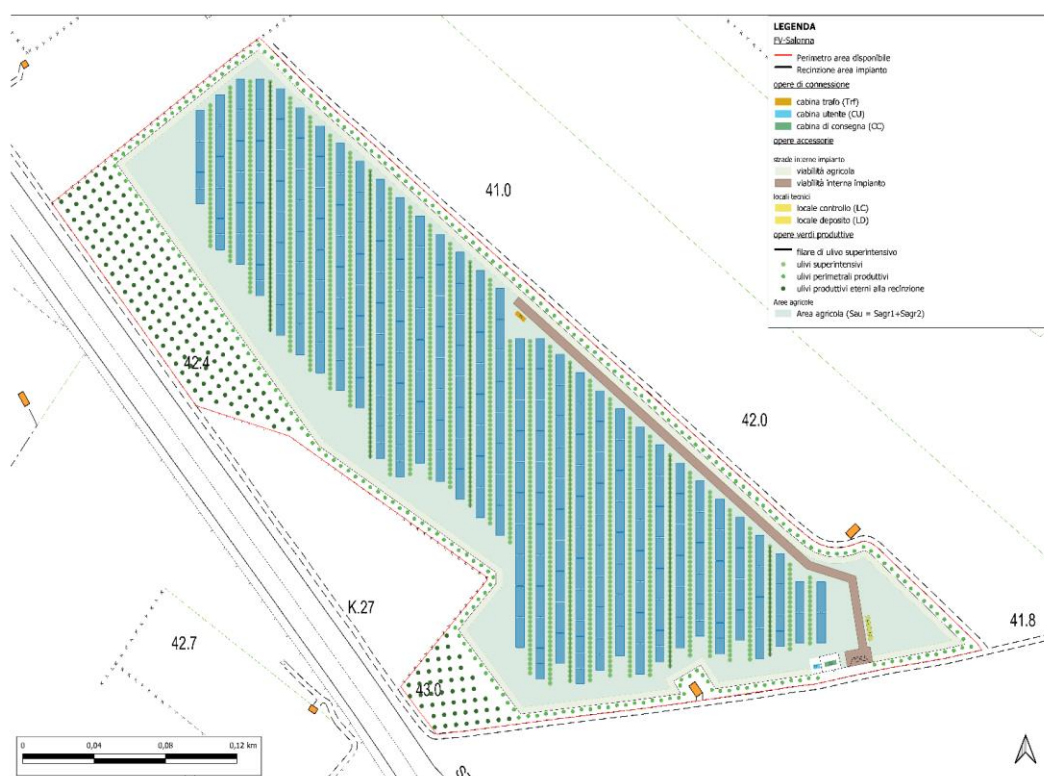 LEGENDA
FV-Salonna
Perimetro area disponibile
Recinzione area impianto
opere di connessione
cabina trafo (Trf)
cabina utente (CU)
cabina di consegna (CC)
opere accessorie
strade interne impianto
viabilità agricola
viabilità interna impianto
locali tecnici
locale controllo (LC)
locale deposito (LD)
opere verdi produttive
filare di ulivo superintensivo
ulivi superintensivi
ulivi perimetrali produttivi
ulivi produttivi eterni alla recinzione
Aree agricole
Area agricola (Sau = Sagr1+Sagr2)
41.0
42.4
42.0
K.27
41.8
42.7
43.0
0 0,04 0,08 0,12 km
S